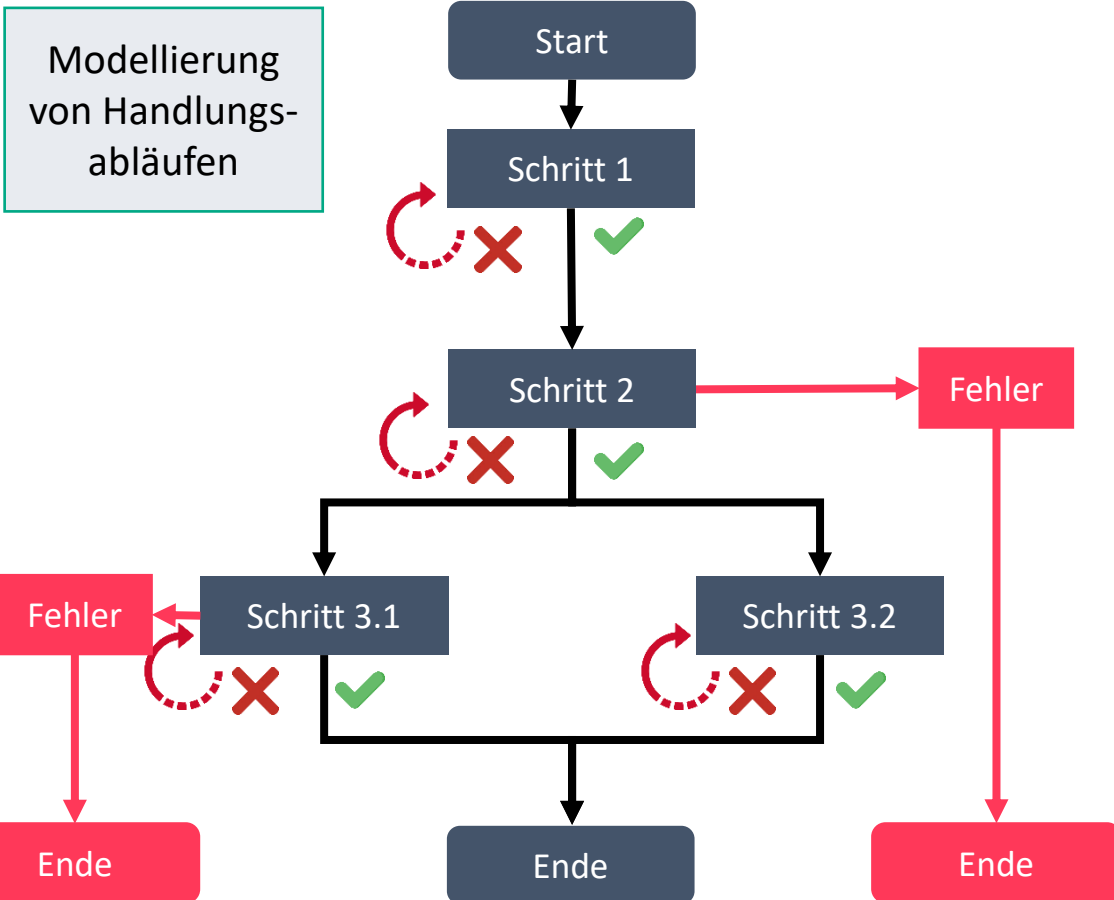 Modellierung
von Handlungs-
abläufen
Start
Schritt 1
Schritt 2
Fehler
Fehler
Schritt 3.1
Schritt 3.2
Ende
Ende
Ende